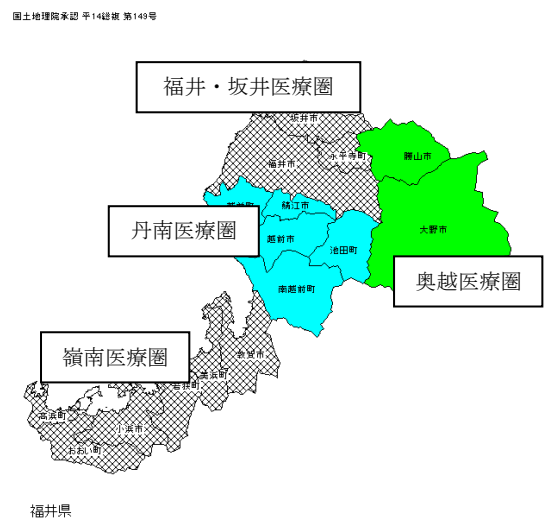 国土地理院承認 平14総複 第149号
福井・坂井医療圏
坂井市
永平寺町
勝山市
福井市
越前町
鯖江市
丹南医療圏
越前市
大野市
池田町
奥越医療圏
南越前町
嶺南医療圏
敦賀市
美浜町
若狭町
高浜町
小浜市
おおい町
福井県